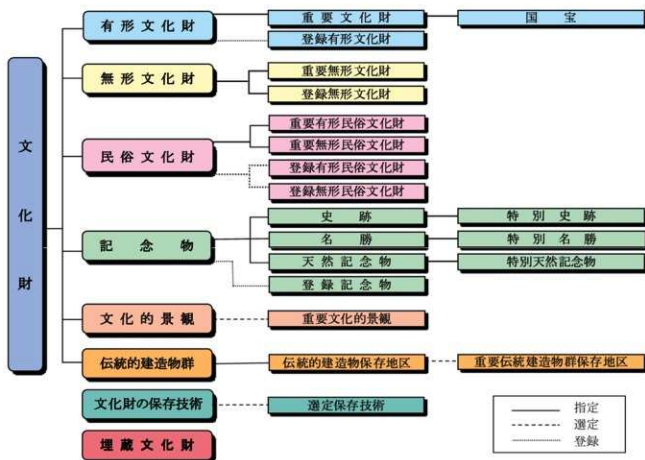 文化財
有形文化財
重要文化財
国宝
登録有形文化財
無形文化財
重要無形文化財
登録無形文化財
民俗文化財
重要有形民俗文化財
重要無形民俗文化財
登録有形民俗文化財
登録無形民俗文化財
記念物
史跡
特別史跡
名勝
特別名勝
天然記念物
特別天然記念物
登録記念物
文化的景観
重要文化的景観
伝統的建造物群
伝統的建造物保存地区
重要伝統建造物群保存地区
文化財の保存技術
選定保存技術
埋蔵文化財
指定
選定
登録